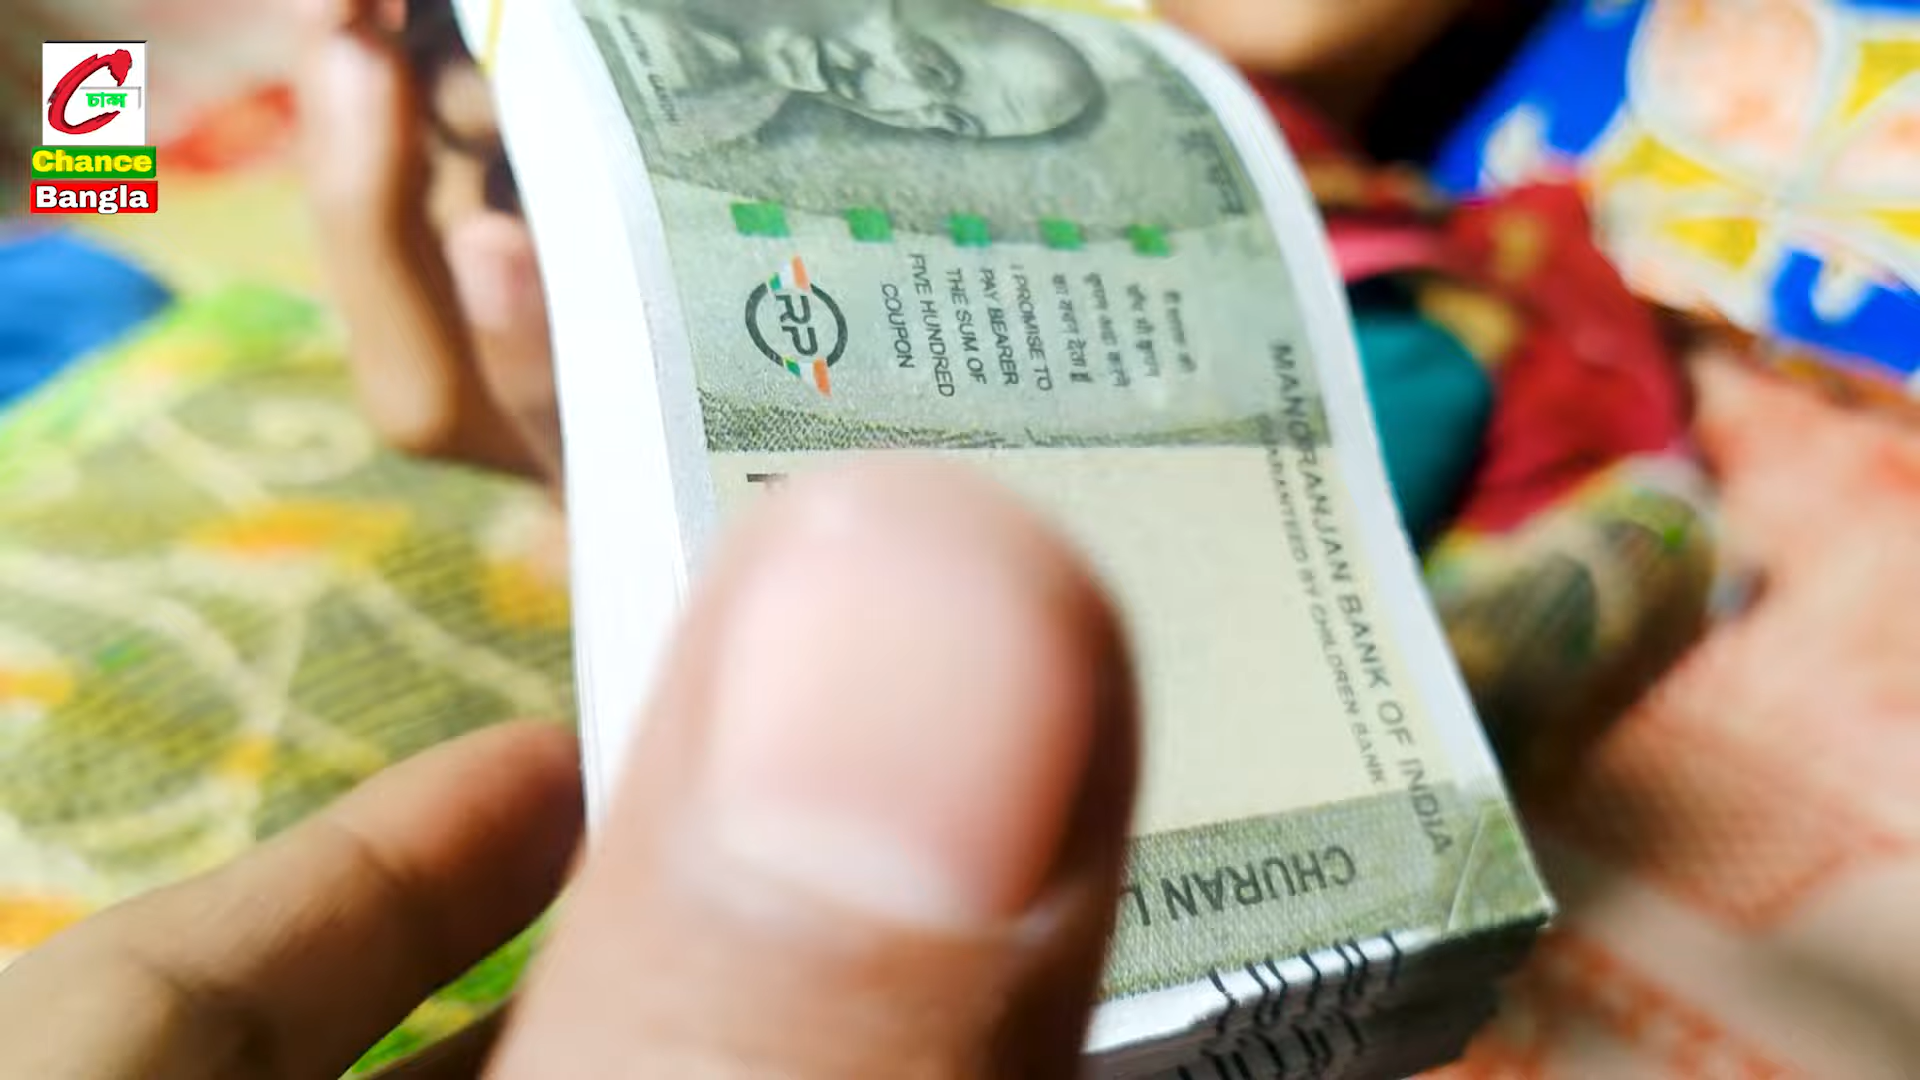 চান্স
Chance
Bangla
RP
I PROMISE TO
PAY BEARER
THE SUM OF
FIVE HUNDRED
COUPON
MANORANJAN BANK OF INDIA
GUARANTEED BY CHILDREN BANK
CHURAN L